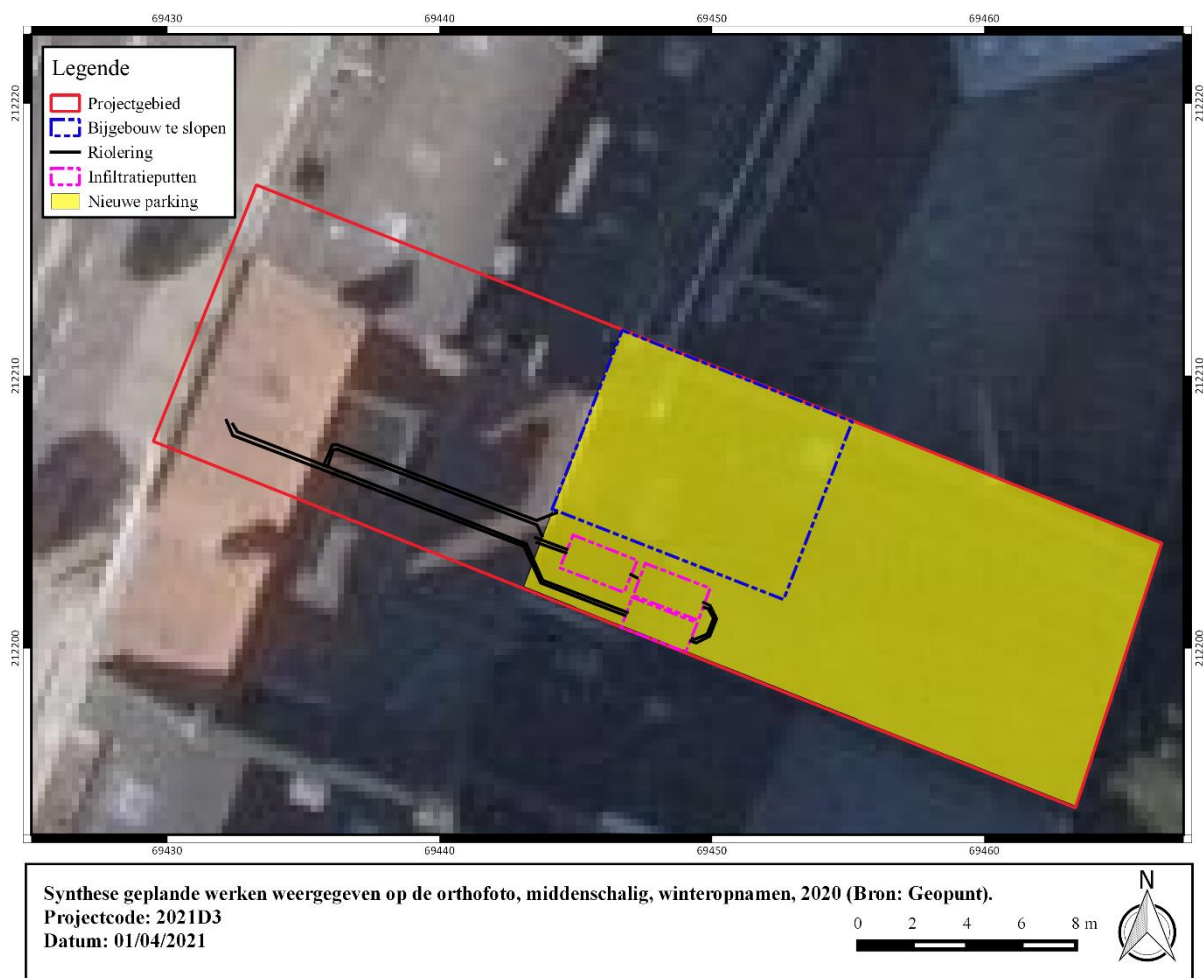 69430
69440
69450
69460
212220
212210
212200
212220
212210
212200
Legende
Projectgebied
Bijgebouw te slopen
Riolering
Infiltratieputten
Nieuwe parking
69430
69440
69450
69460
Synthese geplande werken weergegeven op de orthofoto, middenschalig, winteropnamen, 2020 (Bron: Geopunt).
Projectcode: 2021D3
Datum: 01/04/2021
0 2 4 6 8 m
N